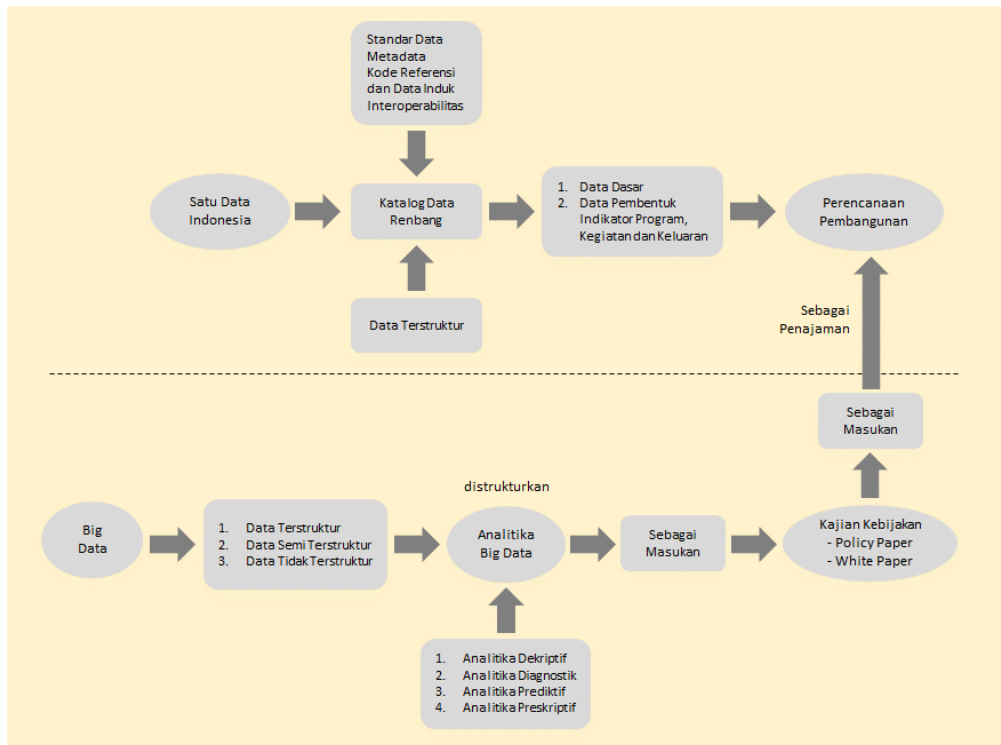 Standar Data
Metadata
Kode Referensi
dan Data Induk
Interoperabilitas
Satu Data
Indonesia
Katalog Data
Renbang
1. Data Dasar
2. Data Pembentuk
Indikator Program,
Kegiatan dan Keluaran
Perencanaan
Pembangunan
Data Terstruktur
Sebagai
Penajaman
Sebagai
Masukan
distrukturkan
Big
Data
1. Data Terstruktur
2. Data Semi Terstruktur
3. Data Tidak Terstruktur
Analitika
Big Data
Sebagai
Masukan
Kajian Kebijakan
- Policy Paper
- White Paper
1. Analitika Dekriptif
2. Analitika Diagnostik
3. Analitika Prediktif
4. Analitika Preskriptif